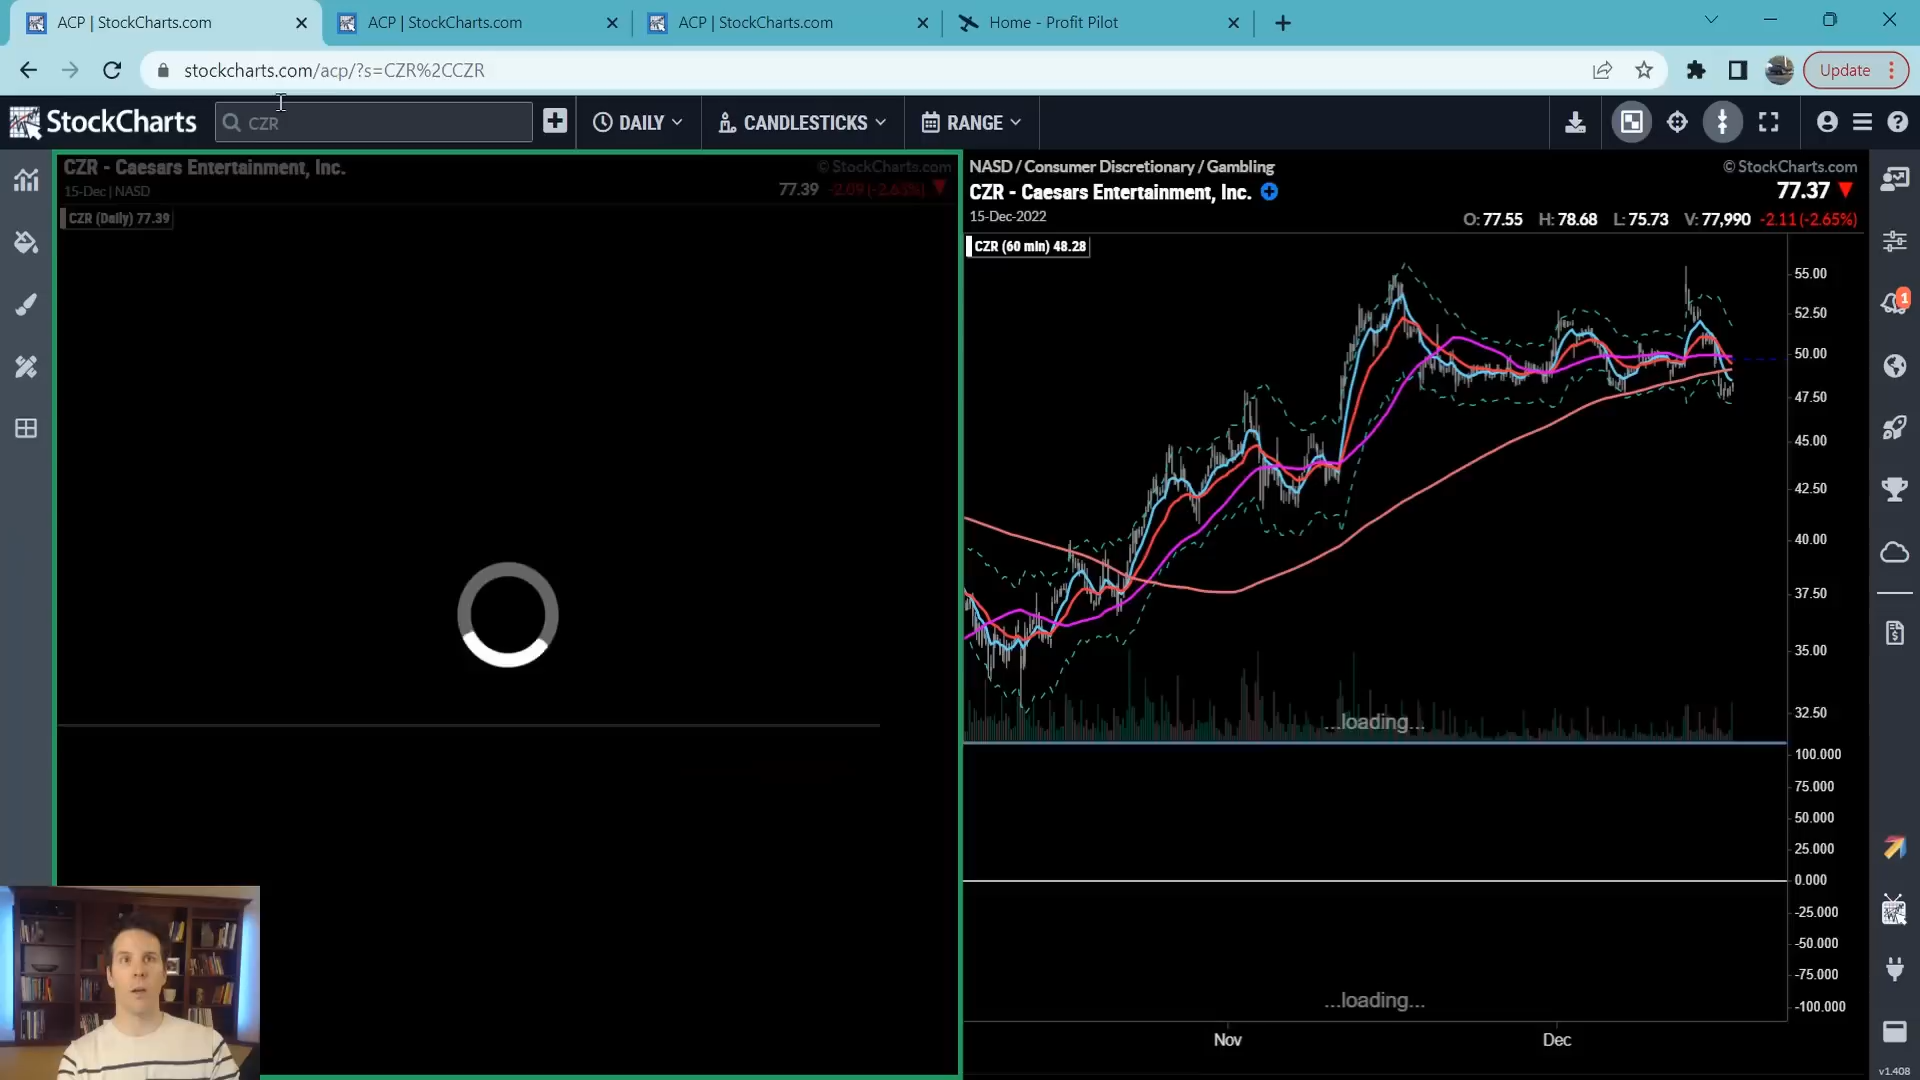 ACP | StockCharts.com
ACP | StockCharts.com
ACP | StockCharts.com
Home - Profit Pilot
stockcharts.com/acp/?s=CZR%2CCZR
Update
StockCharts
CZR
DAILY
CANDLESTICKS
RANGE
CZR - Caesars Entertainment, Inc.
© StockCharts.com
15-Dec | NASD
77.39 -2.09 (-2.63%)
CZR (Daily) 77.39
NASD / Consumer Discretionary / Gambling
© StockCharts.com
CZR - Caesars Entertainment, Inc.
77.37
15-Dec-2022
O: 77.55 H: 78.68 L: 75.73 V: 77,990 -2.11 (-2.65%)
CZR (60 min) 48.28
1
55.00
52.50
50.00
47.50
45.00
42.50
40.00
37.50
35.00
32.50
...loading...
100.000
75.000
50.000
25.000
0.000
-25.000
-50.000
-75.000
-100.000
...loading...
Nov
Dec
v1.408